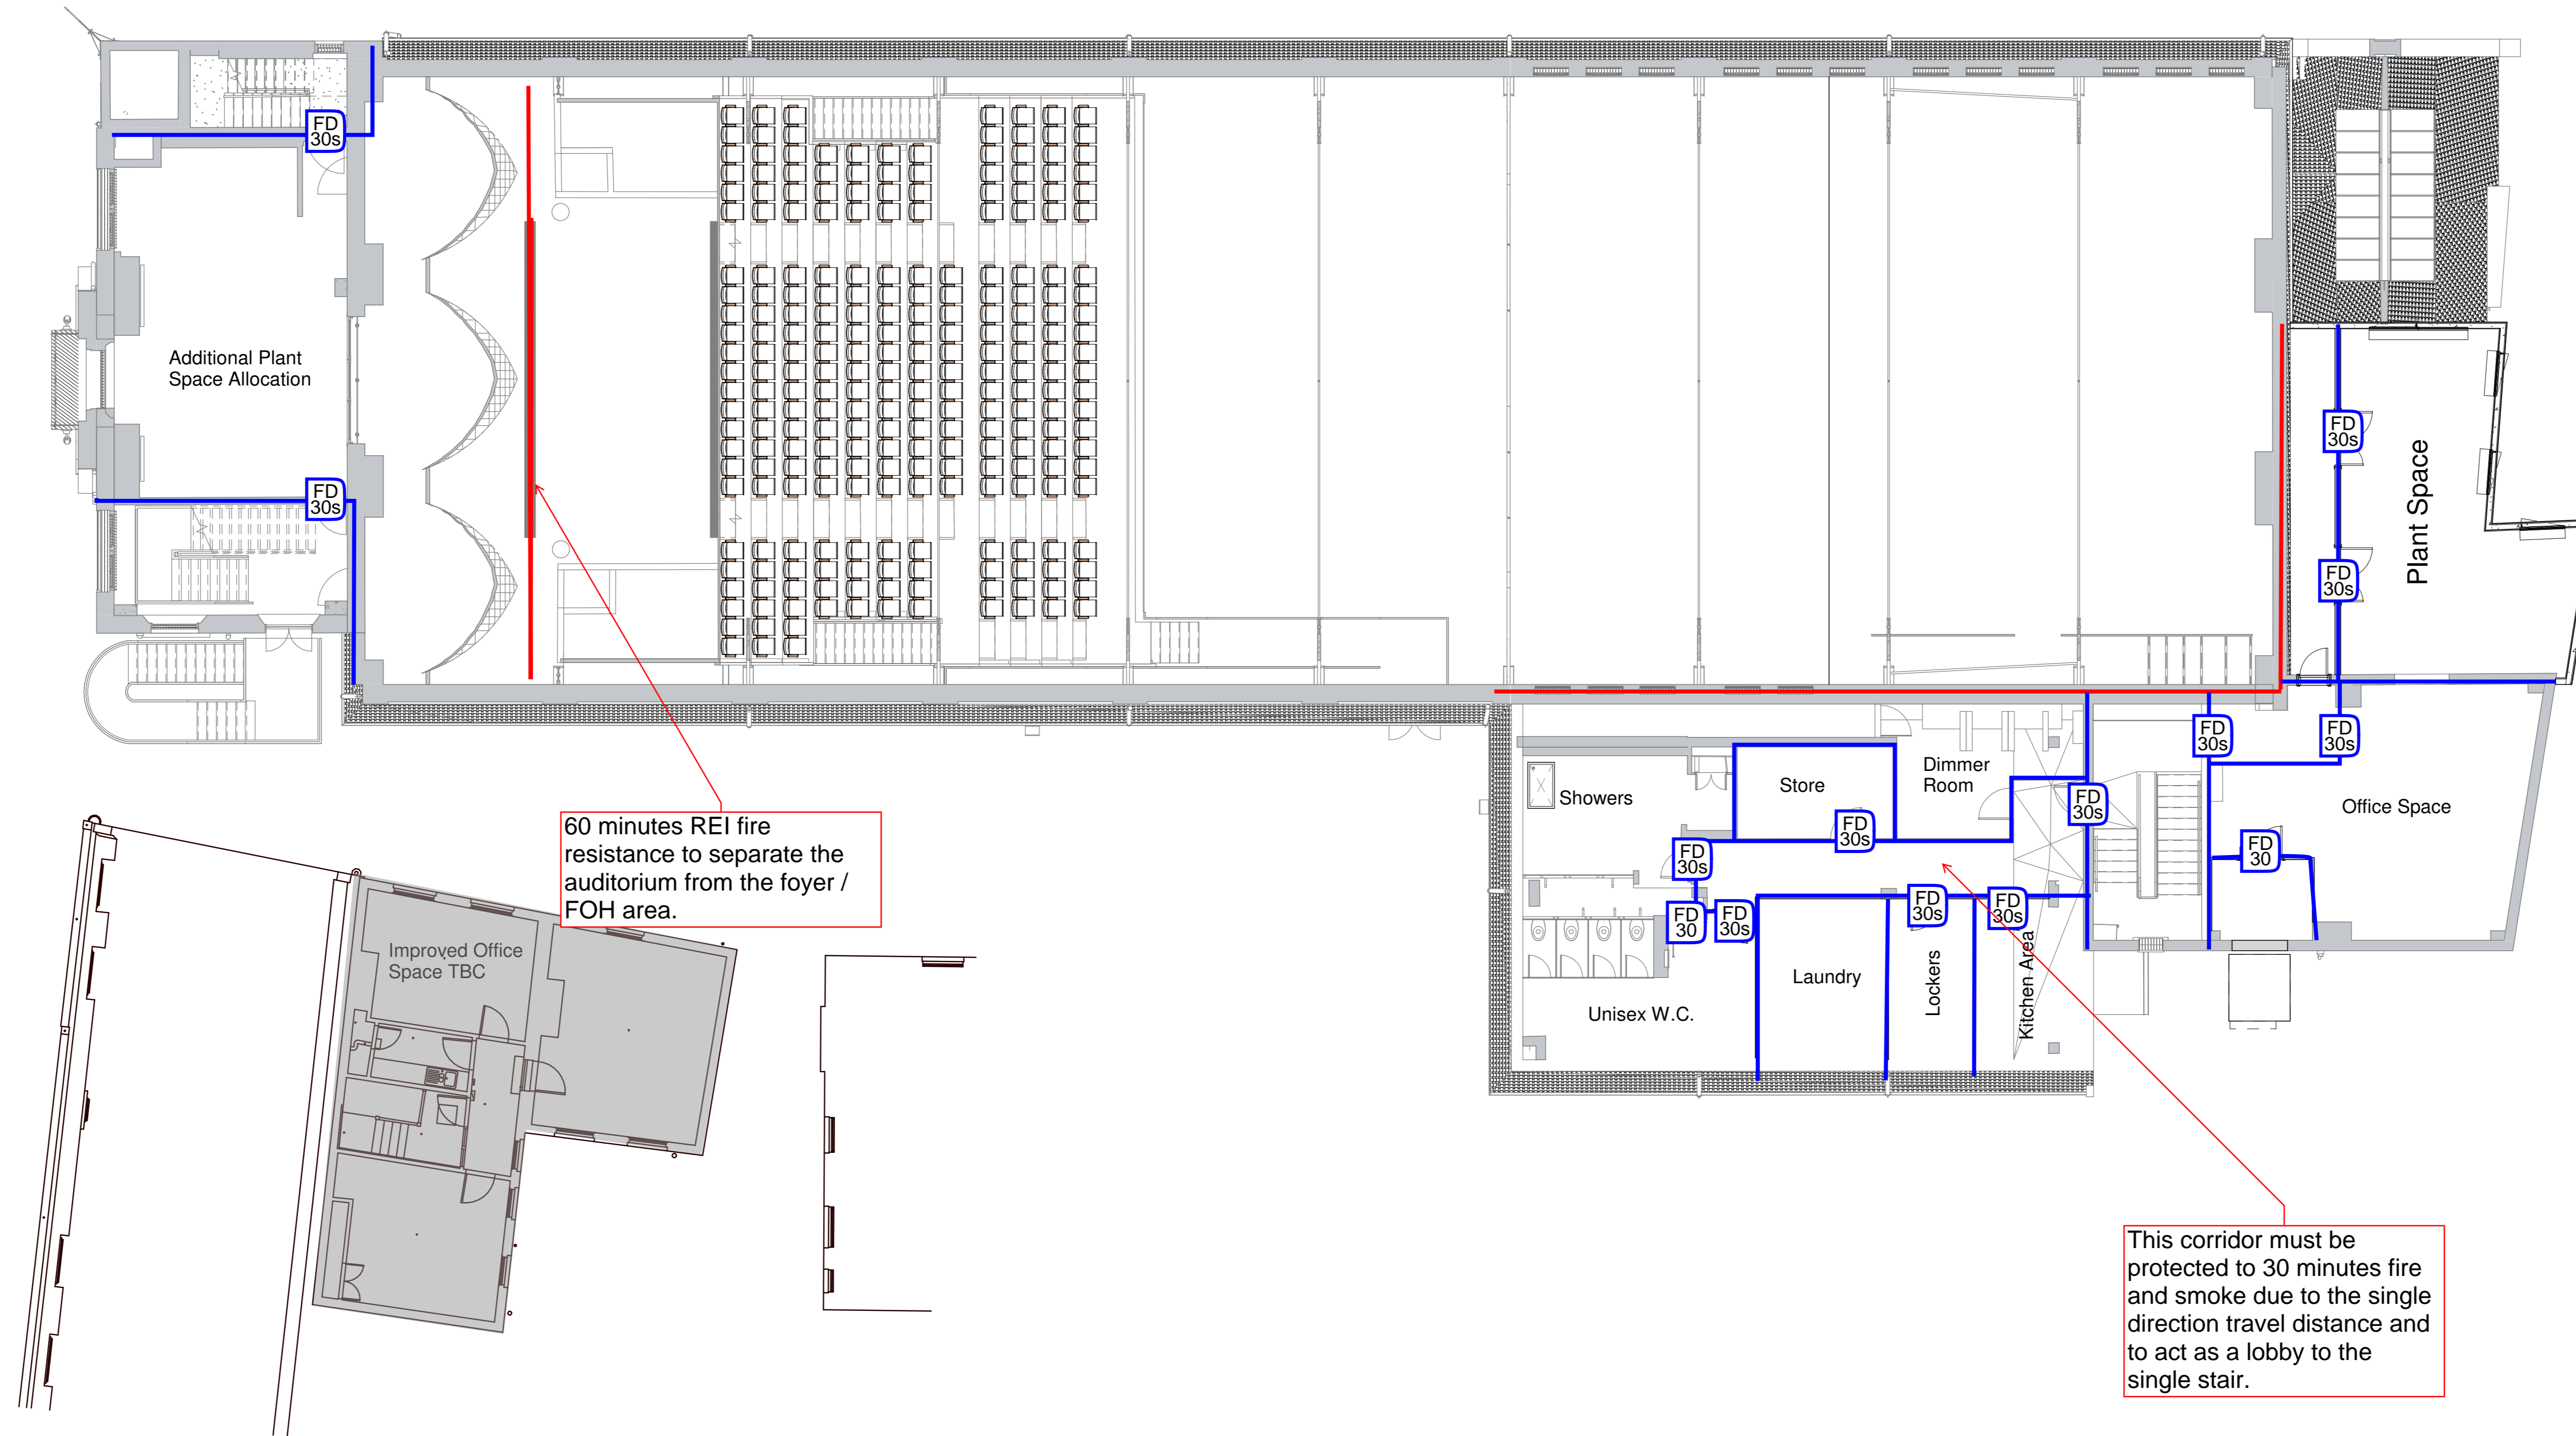 FD
30s
Additional Plant
Space Allocation
FD
30s
60 minutes REI fire
resistance to separate the
auditorium from the foyer /
FOH area.
Improved Office
Space TBC
FD
30s
FD
30s
Plant Space
FD
30s
FD
30s
Showers
Store
Dimmer
Room
FD
30s
FD
30s
FD
30s
Office Space
FD
30
FD
30
FD
30s
FD
30s
FD
30s
Laundry
Lockers
Kitchen Area
Unisex W.C.
This corridor must be
protected to 30 minutes fire
and smoke due to the single
direction travel distance and
to act as a lobby to the
single stair.